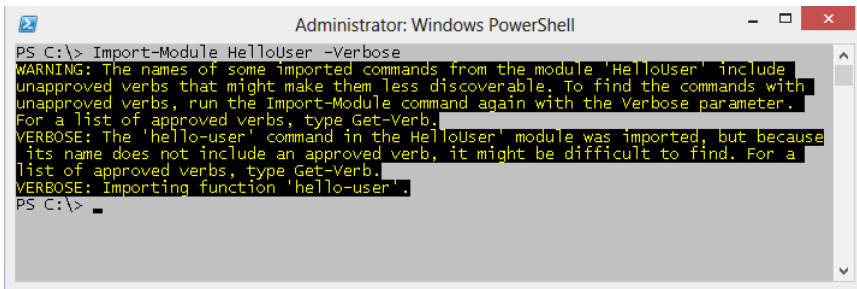 Administrator: Windows PowerShell
PS C:\> Import-Module HelloUser -Verbose
WARNING: The names of some imported commands from the module 'HelloUser' include
unapproved verbs that might make them less discoverable. To find the commands with
unapproved verbs, run the Import-Module command again with the Verbose parameter.
For a list of approved verbs, type Get-Verb.
VERBOSE: The 'hello-user' command in the HelloUser' module was imported, but because
its name does not include an approved verb, it might be difficult to find. For a
list of approved verbs, type Get-Verb.
VERBOSE: Importing function 'hello-user'.
PS C:\> _